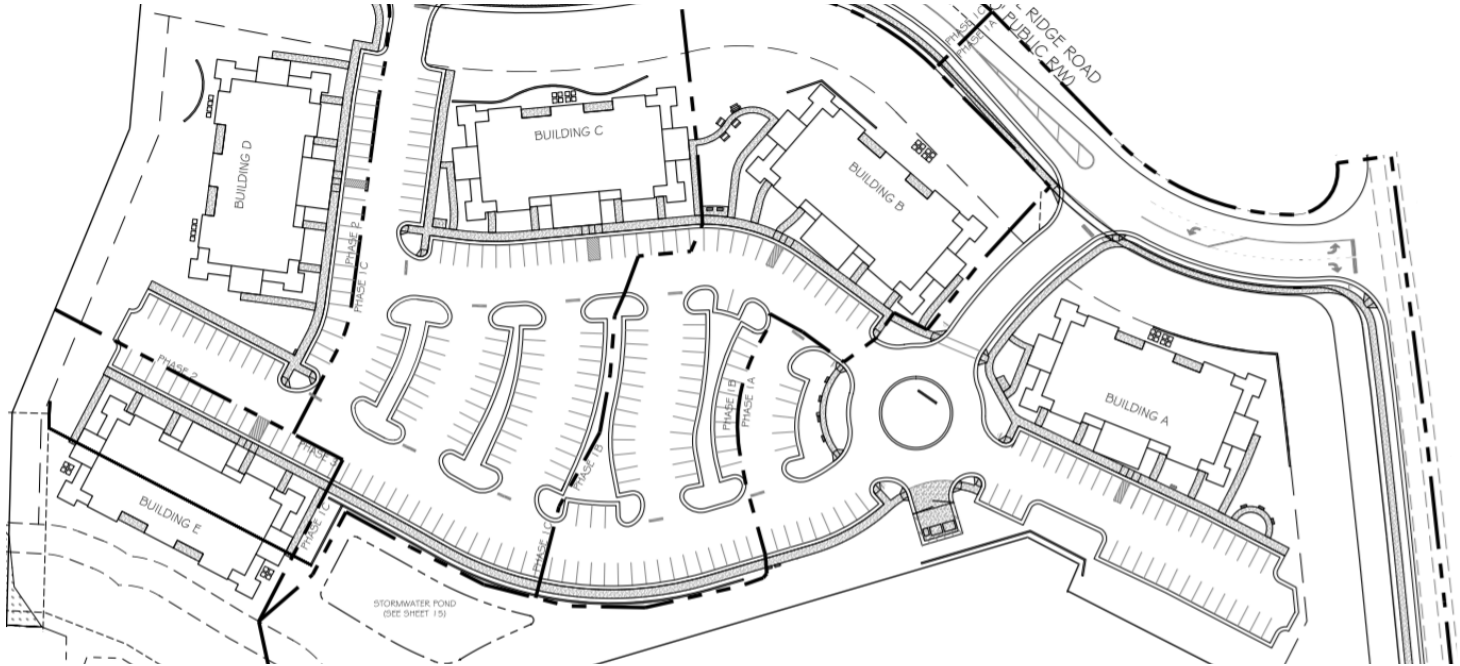 E RIDGE ROAD
PUBLIC R/W)
PHASE 1C
PHASE 1A
BUILDING C
BUILDING D
BUILDING B
PHASE 2
PHASE 1C
PHASE 2
BUILDING A
PHASE 1B
PHASE 1A
PHASE 1B
PHASE 1C
BUILDING E
PHASE 1C
STORMWATER POND
(SEE SHEET 15)